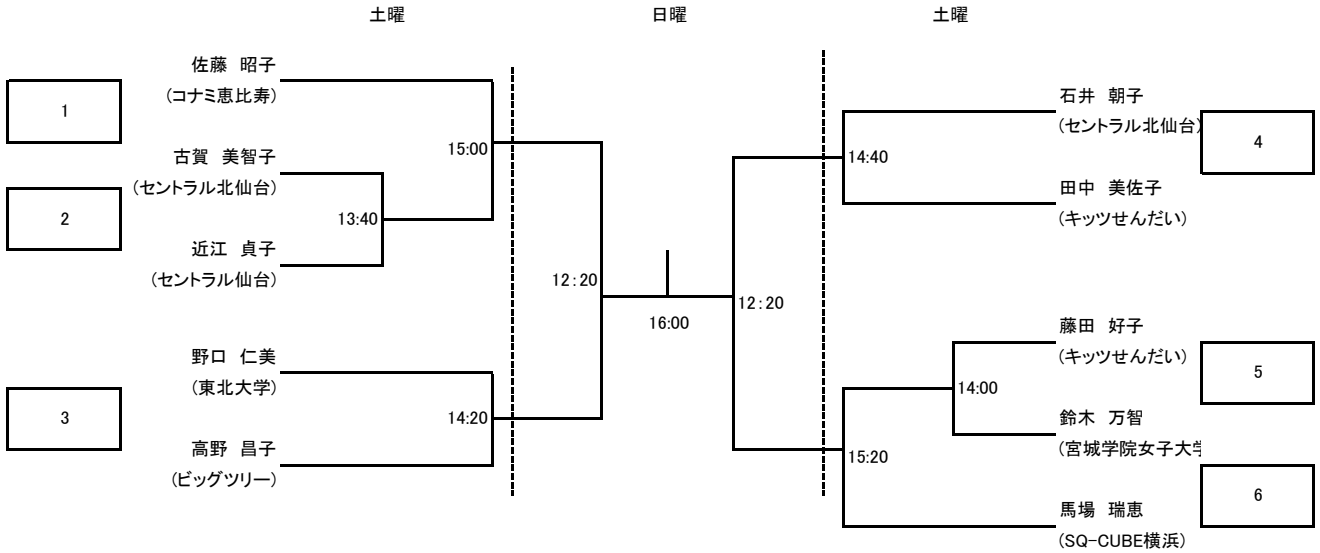 土曜
日曜
土曜
1
2
3
佐藤 昭子
(コナミ恵比寿)
古賀 美智子
(セントラル北仙台)
近江 貞子
(セントラル仙台)
野口 仁美
(東北大学)
高野 昌子
(ビッグツリー)
15:00
13:40
14:20
12:20
16:00
12:20
14:40
14:00
15:20
石井 朝子
(セントラル北仙台)
田中 美佐子
(キッツせんだい)
藤田 好子
(キッツせんだい)
鈴木 万智
(宮城学院女子大学
馬場 瑞恵
(SQ-CUBE横浜)
4
5
6